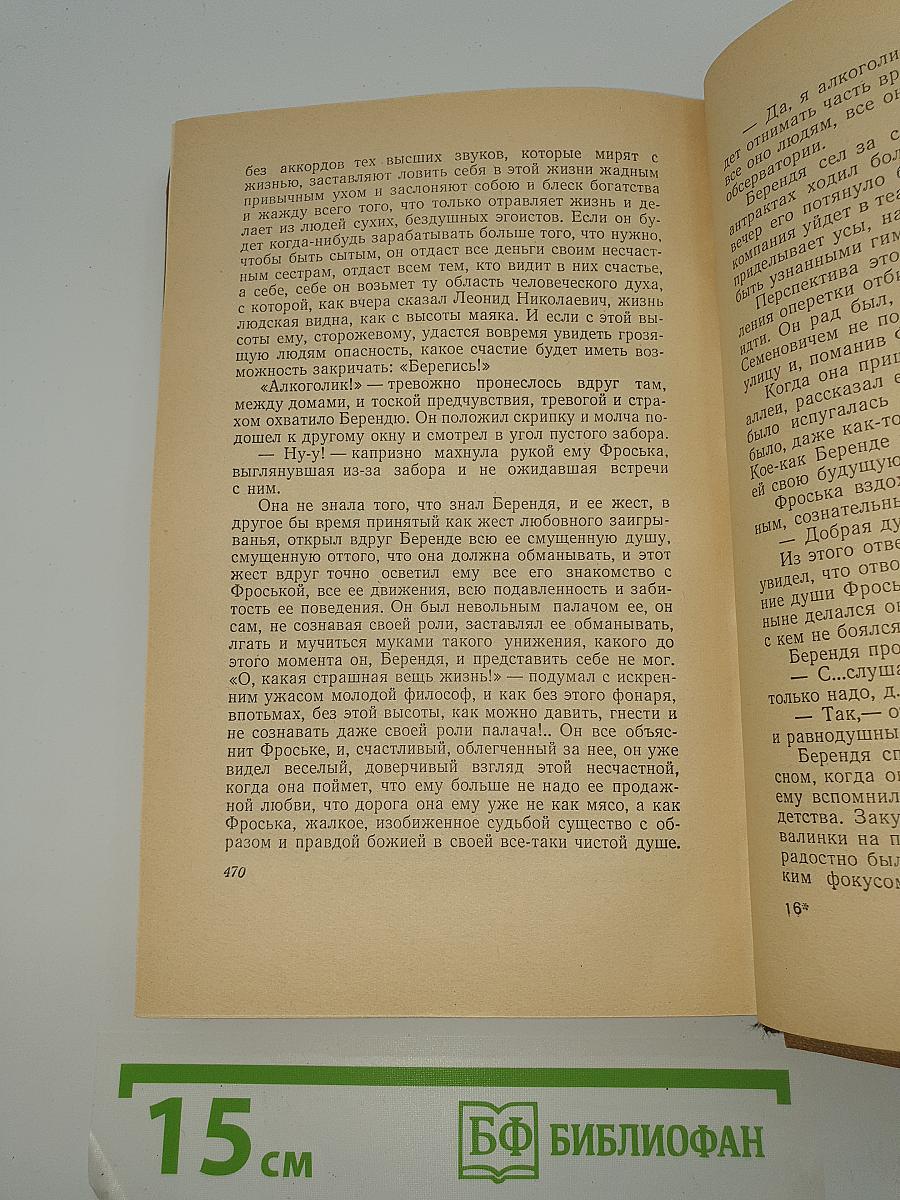 без аккордов тех высших звуков, которые мирят с
жизнью, заставляют ловить себя в этой жизни жадным
привычным ухом и заслоняют собою и блеск богатства
и жажду всего того, что только отравляет жизнь и де-
лает из людей сухих, бездушных эгоистов. Если он бу-
дет когда-нибудь зарабатывать больше того, что нужно,
чтобы быть сытым, он отдаст все деньги своим несчаст-
ным сестрам, отдаст всем тем, кто видит в них счастье,
а себе, себе он возьмет ту область человеческого духа,
с которой, как вчера сказал Леонид Николаевич, жизнь
людская видна, как с высоты маяка. И если с этой вы-
соты ему, сторожевому, удастся вовремя увидеть грозя-
щую людям опасность, какое счастие будет иметь воз-
можность закричать: «Берегись!»
«Алкоголик!» — тревожно пронеслось вдруг там,
между домами, и тоской предчувствия, тревогой и стра-
хом охватило Берендю. Он положил скрипку и молча по-
дошел к другому окну и смотрел в угол пустого забора.
— Ну-у! — капризно махнула рукой ему Фроська,
выглянувшая из-за забора и не ожидавшая встречи
с ним.
Она не знала того, что знал Берендя, и ее жест, в
другое бы время принятый как жест любовного заигры-
ванья, открыл вдруг Беренде всю ее смущенную душу,
смущенную оттого, что она должна обманывать, и этот
жест вдруг точно осветил ему все его знакомство с
Фроськой, все ее движения, всю подавленность и заби-
тость ее поведения. Он был невольным палачом ее, он
сам, не сознавая своей роли, заставлял ее обманывать,
лгать и мучиться муками такого унижения, какого до
этого момента он, Берендя, и представить себе не мог.
«О, какая страшная вещь жизнь!» — подумал с искрен-
ним ужасом молодой философ, и как без этого фонаря,
впотьмах, без этой высоты, как можно давить, гнести и
не сознавать даже своей роли палача!.. Он все объяс-
нит Фроське, и, счастливый, облегченный за нее, он уже
видел веселый, доверчивый взгляд этой несчастной,
когда она поймет, что ему больше не надо ее продаж-
ной любви, что дорога она ему уже не как мясо, а как
Фроська, жалкое, изобиженное судьбой существо с об-
разом и правдой божией в своей все-таки чистой душе.
470
— Да, я алкоголи
дет отнимать часть вр
все оно людям, все он
обсерватории.
Берендя сел за с
антрактах ходил бол
вечер его потянуло б
компания уйдет в теа
приделывает усы, на
быть узнанными гим
Перспектива это
ления оперетки отби
идти. Он рад был,
Семеновичем не по
улицу и, поманив
Когда она приш
аллеи, рассказал е
было испугалась
было, даже как-то
Кое-как Беренде
ей свою будущую
Фроська вздох
ным, сознательны
— Добрая ду
Из этого отве
увидел, что отво
ние души Фрось
ныне делался он
с кем не боялся
Берендя про
— С...слуша
только надо, д.
— Так,— о
и равнодушны
Берендя сп
сном, когда он
ему вспомнил
детства. Заку
валинки на п
радостно был
ким фокусом
16*
15 см
БФ БИБЛИОФАН